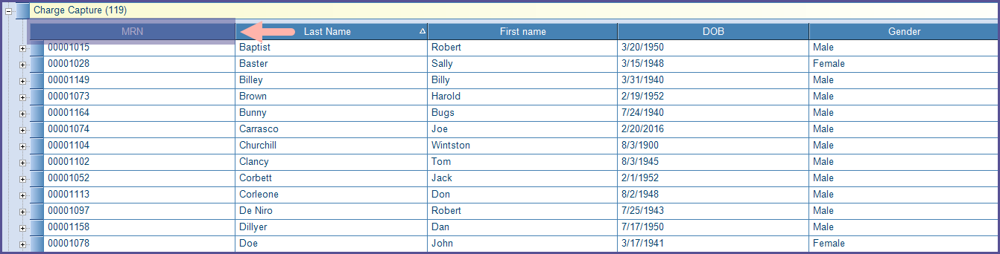 Charge Capture (119)
MRN Last Name First name DOB Gender
00001015 Baptist Robert 3/20/1950 Male
00001028 Baster Sally 3/15/1948 Female
00001149 Billey Billy 3/31/1940 Male
00001073 Brown Harold 2/19/1952 Male
00001164 Bunny Bugs 7/24/1940 Male
00001074 Carrasco Joe 2/20/2016 Male
00001104 Churchill Wintston 8/3/1900 Male
00001102 Clancy Tom 8/3/1945 Male
00001052 Corbett Jack 2/1/1952 Male
00001113 Corleone Don 8/2/1948 Male
00001097 De Niro Robert 7/25/1943 Male
00001158 Dillyer Dan 7/17/1950 Male
00001078 Doe John 3/17/1941 Female